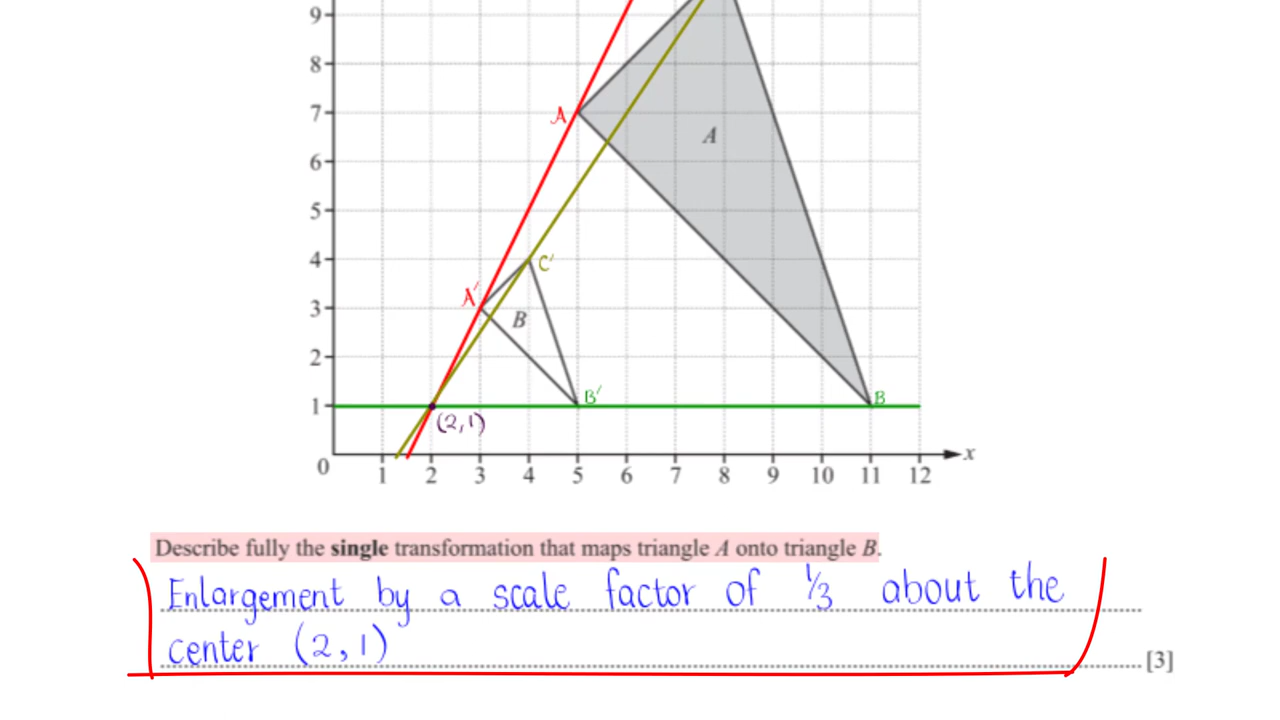 9
8
7
6
5
4
3
2
1
0
A
A
A'
C'
B
B'
B
(2,1)
1 2 3 4 5 6 7 8 9 10 11 12
x
Describe fully the single transformation that maps triangle A onto triangle B.
Enlargement by a scale factor of 1/3 about the
center (2,1)
[3]